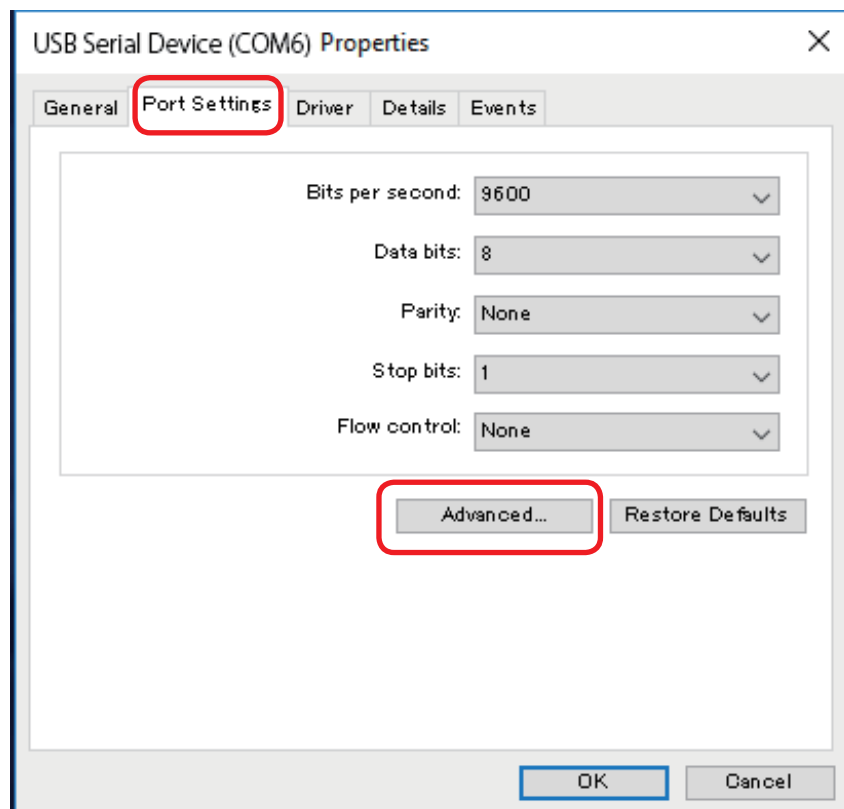 USB Serial Device (COM6) Properties
General Port Settings Driver Details Events
Bits per second: 9600
Data bits: 8
Parity: None
Stop bits: 1
Flow control: None
Advanced... Restore Defaults
OK Cancel